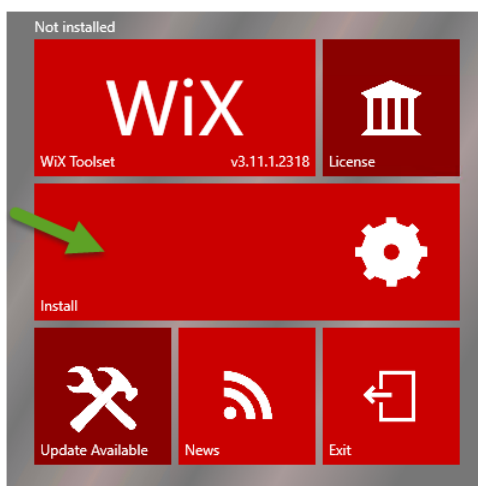 Not installed
WiX
WiX Toolset v3.11.1.2318
License
Install
Update Available
News
Exit